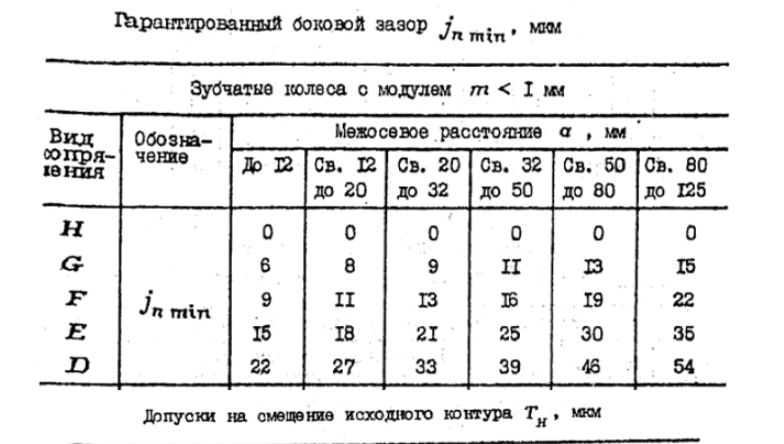 Гарантированный боковой зазор j n min, мкм
Зубчатые колеса с модулем m < I мм
Вид сопря- жения Обозна- чение Межосевое расстояние a , мм
До I2 Св. I2 до 20 Св. 20 до 32 Св. 32 до 50 Св. 50 до 80 Св. 80 до I25
H 0 0 0 0 0 0
G 6 8 9 II I3 I5
F j n min 9 II I3 I6 I9 22
E I5 I8 2I 25 30 35
D 22 27 33 39 46 54
Допуски на смещение исходного контура T H , мкм